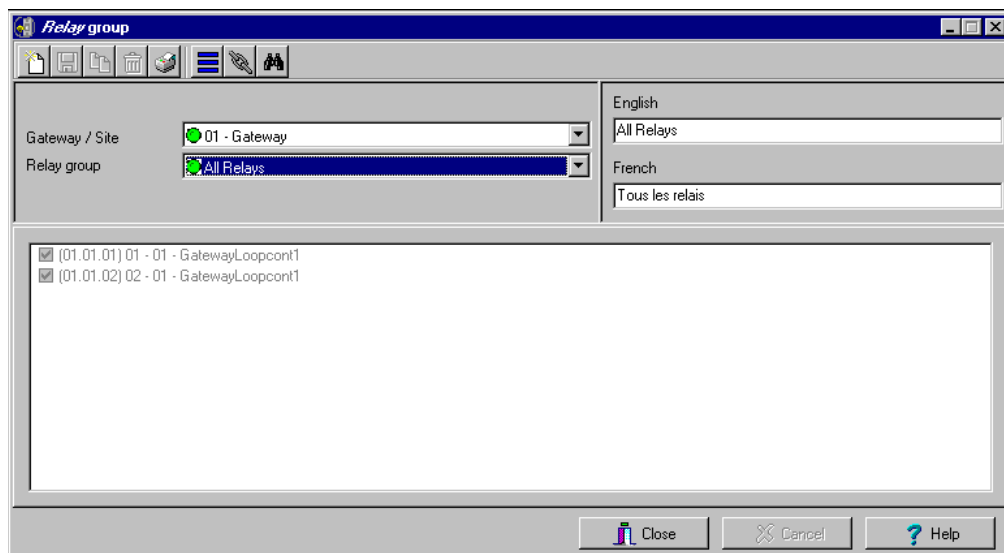 Relay group
English
All Relays
Gateway / Site
01 - Gateway
Relay group
All Relays
French
Tous les relais
(01.01.01) 01 - 01 - GatewayLoopcont1
(01.01.02) 02 - 01 - GatewayLoopcont1
Close
Cancel
? Help